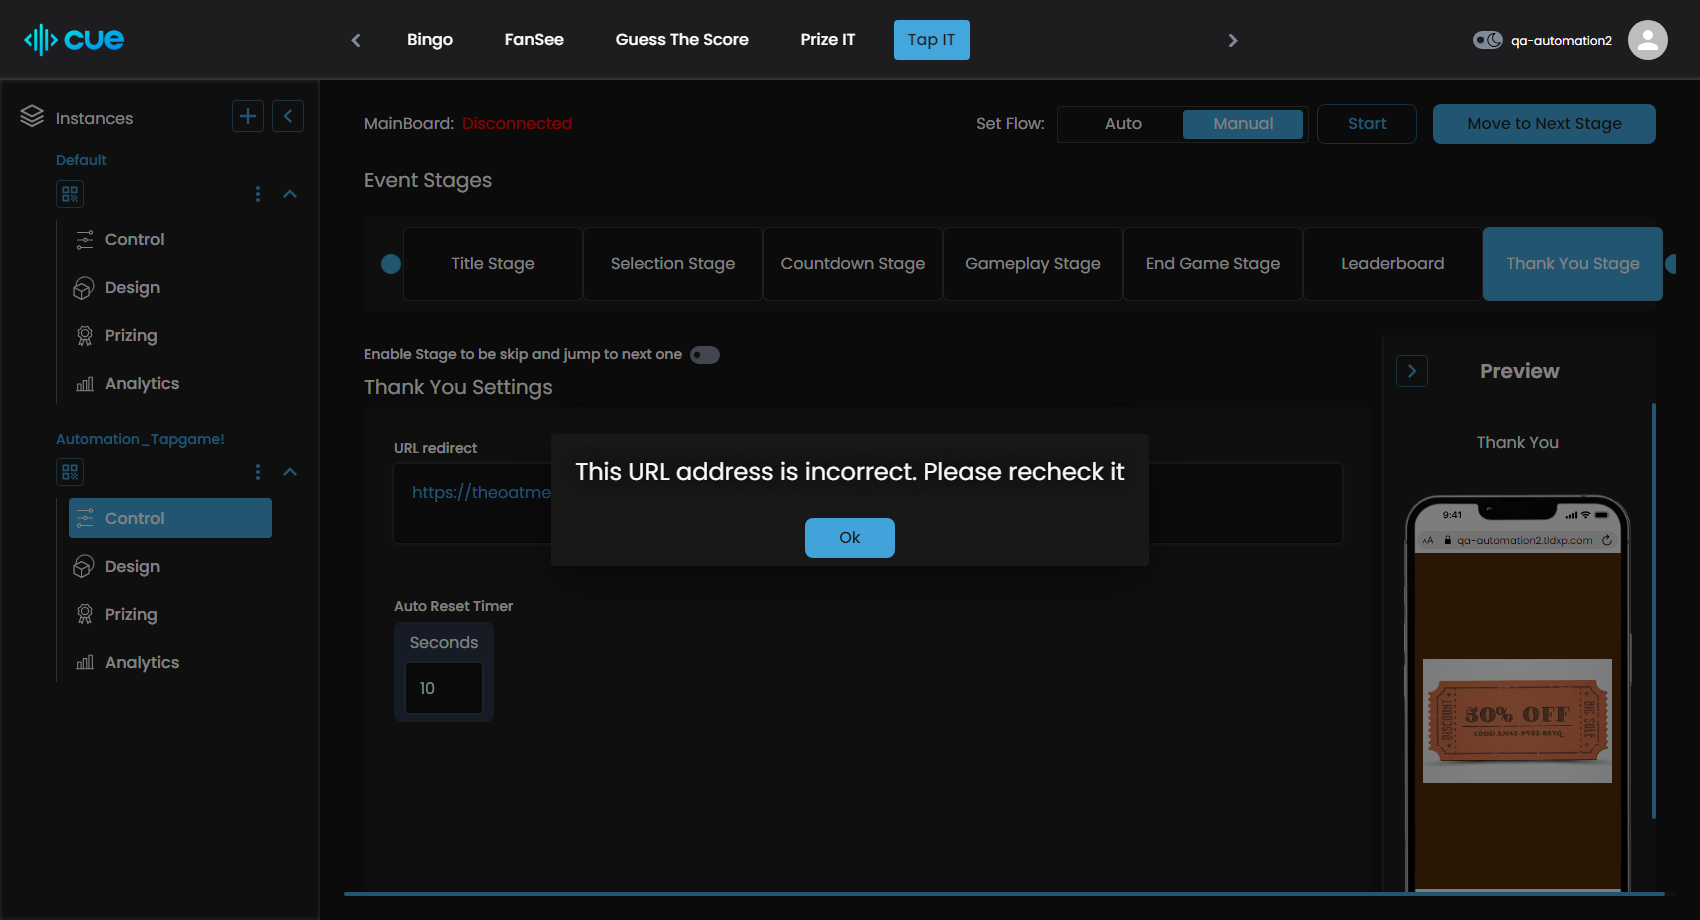 cue
Bingo
FanSee
Guess The Score
Prize IT
Tap IT
qa-automation2
Instances
Default
Control
Design
Prizing
Analytics
Automation_Tapgame!
Control
Design
Prizing
Analytics
MainBoard: Disconnected
Set Flow:
Auto
Manual
Start
Move to Next Stage
Event Stages
Title Stage
Selection Stage
Countdown Stage
Gameplay Stage
End Game Stage
Leaderboard
Thank You Stage
Enable Stage to be skip and jump to next one
Thank You Settings
URL redirect
https://theoatme
This URL address is incorrect. Please recheck it
Ok
Auto Reset Timer
Seconds
10
Preview
Thank You
9:41
AA
qa-automation2.tldxp.com
DISCOUNT
50% OFF
BIG SALE